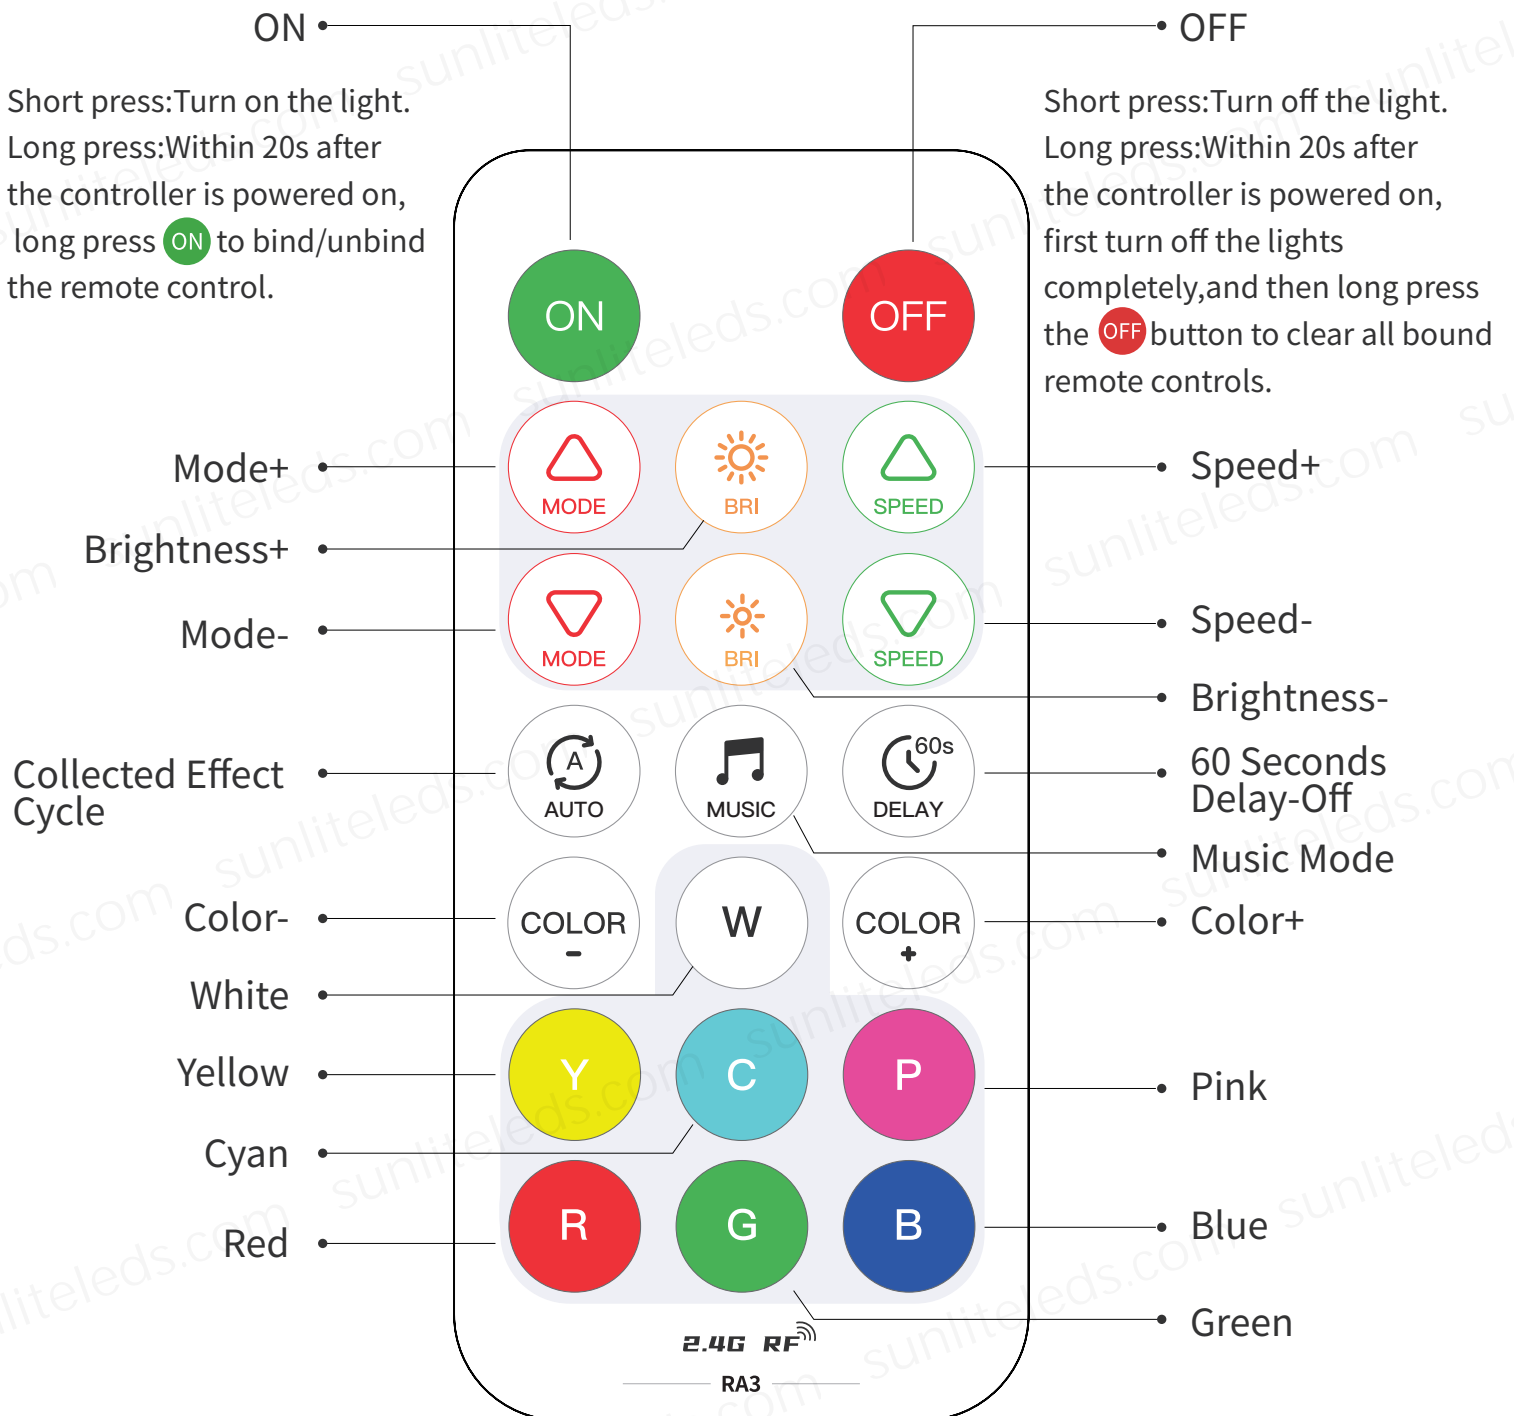 ON
OFF
Short press:Turn on the light.
Long press:Within 20s after
the controller is powered on,
long press ON to bind/unbind
the remote control.
Short press:Turn off the light.
Long press:Within 20s after
the controller is powered on,
first turn off the lights
completely,and then long press
the OFF button to clear all bound
remote controls.
ON
OFF
Mode+
MODE
BRI
SPEED
Speed+
Brightness+
Mode-
MODE
BRI
SPEED
Speed-
Brightness-
Collected Effect
Cycle
A
AUTO
MUSIC
60s
DELAY
60 Seconds
Delay-Off
Music Mode
Color-
COLOR
-
W
COLOR
+
Color+
White
Yellow
Y
C
P
Pink
Cyan
Red
R
G
B
Blue
Green
2.4G RF
RA3
sunliteleds.com